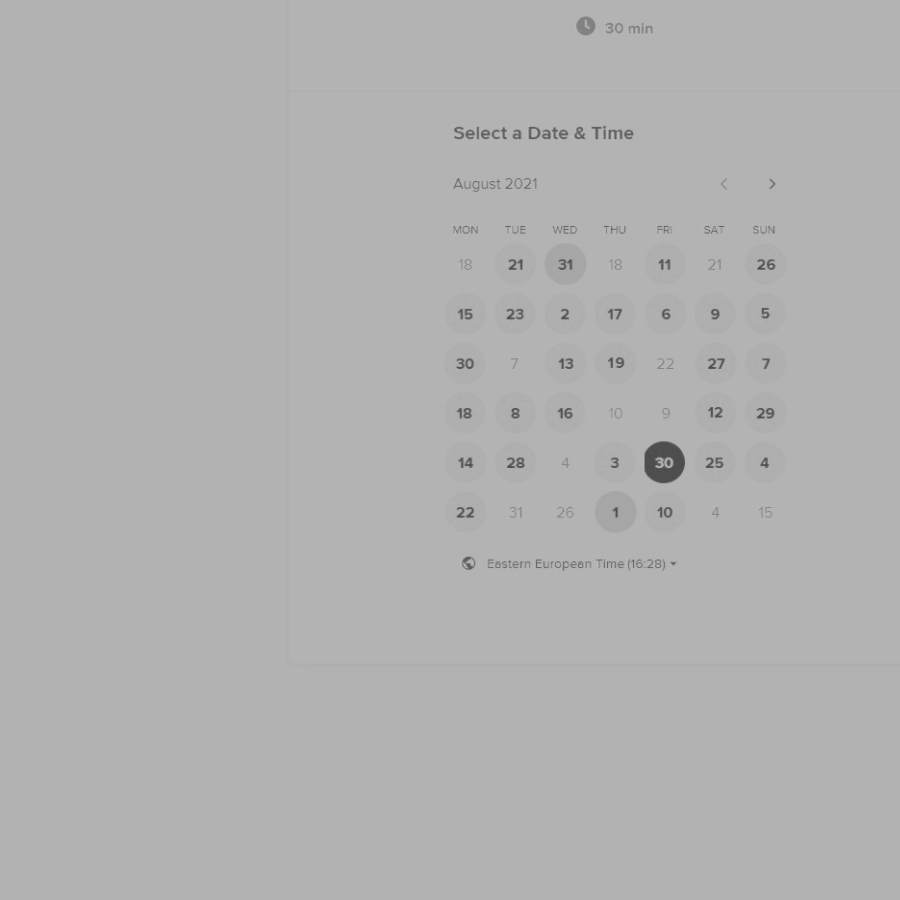 30 min
Select a Date & Time
August 2021
MON TUE WED THU FRI SAT SUN
18 21 31 18 11 21 26
15 23 2 17 6 9 5
30 7 13 19 22 27 7
18 8 16 10 9 12 29
14 28 4 3 30 25 4
22 31 26 1 10 4 15
Eastern European Time (16:28)